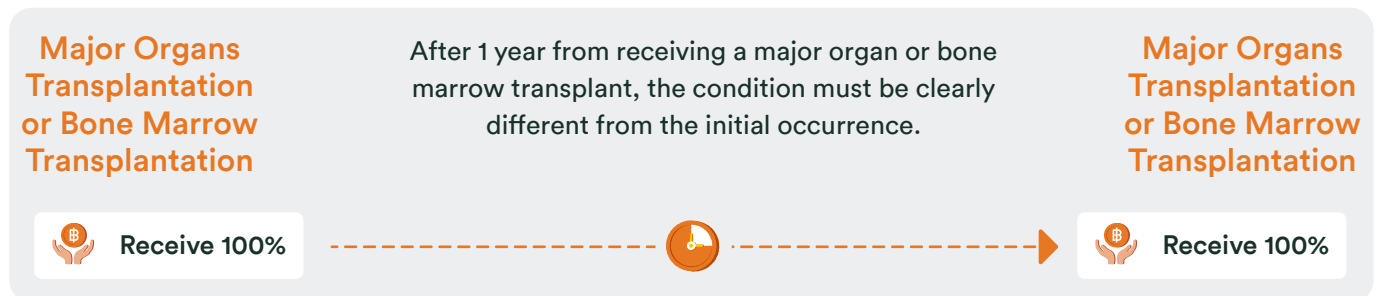 Major Organs
Transplantation
or Bone Marrow
Transplantation
After 1 year from receiving a major organ or bone
marrow transplant, the condition must be clearly
different from the initial occurrence.
Major Organs
Transplantation
or Bone Marrow
Transplantation
฿ Receive 100%
฿ Receive 100%